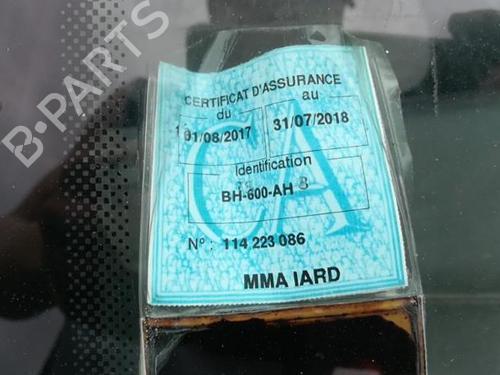 B-PARTS
CERTIFICAT D'ASSURANCE
du au
01/08/2017 31/07/2018
Identification
BH-600-AH
N° : 114 223 086
MMA IARD